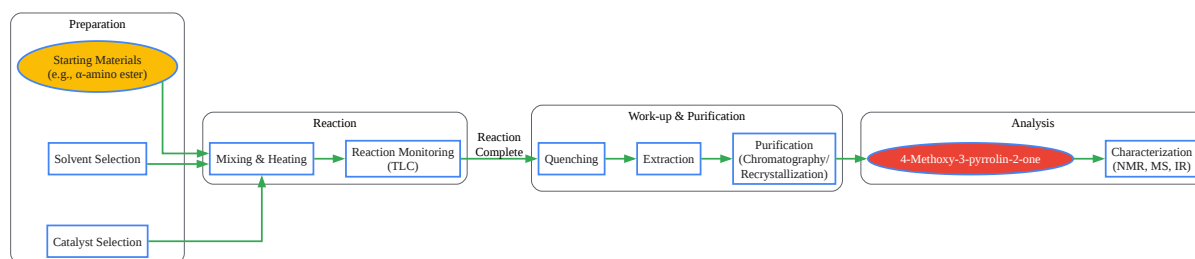 Preparation
Starting Materials
(e.g., α-amino ester)
Solvent Selection
Catalyst Selection
Reaction
Mixing & Heating
Reaction Monitoring
(TLC)
Reaction
Complete
Work-up & Purification
Quenching
Extraction
Purification
(Chromatography/
Recrystallization)
Analysis
4-Methoxy-3-pyrrolin-2-one
Characterization
(NMR, MS, IR)